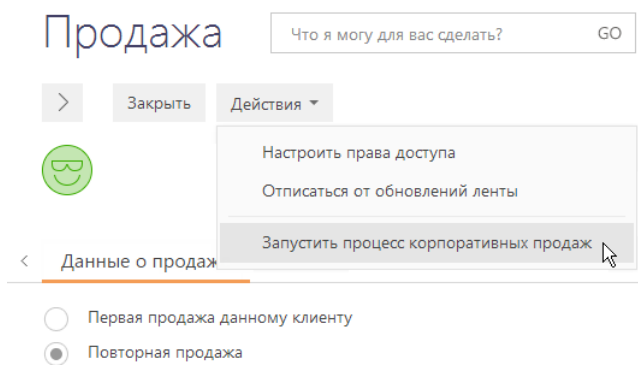 Продажа
Что я могу для вас сделать? GO
Закрыть Действия
Настроить права доступа
Отписаться от обновлений ленты
Запустить процесс корпоративных продаж
Данные о продаж
Первая продажа данному клиенту
Повторная продажа